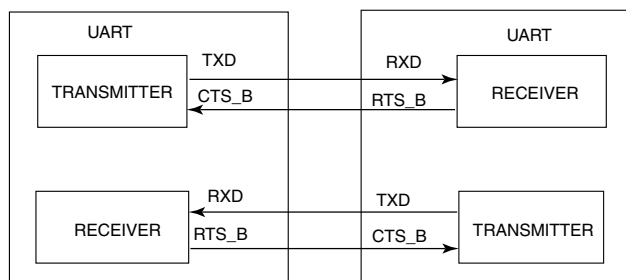 UART UART
TXD RXD
TRANSMITTER CTS_B RTS_B RECEIVER
RXD TXD
RECEIVER RTS_B CTS_B TRANSMITTER